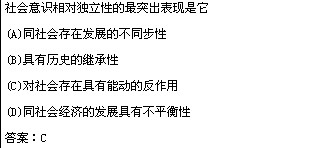 社会意识相对独立性的最突出表现是它
(A)同社会存在发展的不同步性
(B)具有历史的继承性
(C)对社会存在具有能动的反作用
(D)同社会经济的发展具有不平衡性
答案：C